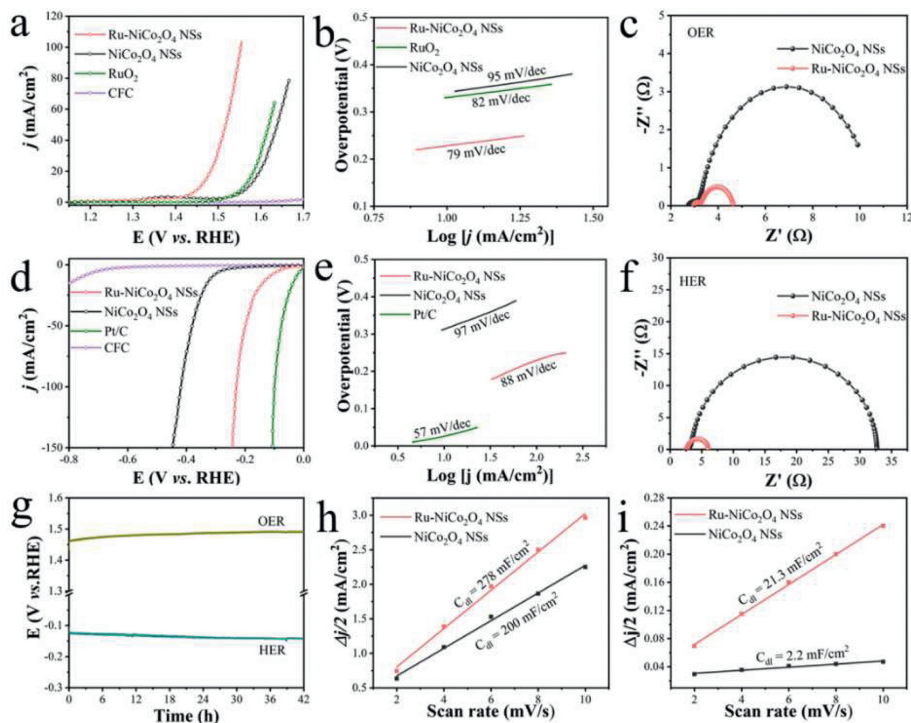 a
120
100
80
60
40
20
0
j (mA/cm²)
Ru-NiCo₂O₄ NSs
NiCo₂O₄ NSs
RuO₂
CFC
1.2 1.3 1.4 1.5 1.6 1.7
E (V vs. RHE)
b
0.5
0.4
0.3
0.2
0.1
Overpotential (V)
Ru-NiCo₂O₄ NSs
RuO₂
NiCo₂O₄ NSs
95 mV/dec
82 mV/dec
79 mV/dec
0.75 1.00 1.25 1.50
Log [j (mA/cm²)]
c
OER
5
4
3
2
1
0
-Z'' (Ω)
NiCo₂O₄ NSs
Ru-NiCo₂O₄ NSs
2 4 6 8 10 12
Z' (Ω)
d
0
-50
-100
-150
j (mA/cm²)
Ru-NiCo₂O₄ NSs
NiCo₂O₄ NSs
Pt/C
CFC
-0.8 -0.6 -0.4 -0.2 0.0
E (V vs. RHE)
e
0.5
0.4
0.3
0.2
0.1
0.0
Overpotential (V)
Ru-NiCo₂O₄ NSs
NiCo₂O₄ NSs
Pt/C
97 mV/dec
88 mV/dec
57 mV/dec
0.5 1.0 1.5 2.0 2.5
Log [j (mA/cm²)]
f
HER
30
25
20
15
10
5
0
-Z'' (Ω)
NiCo₂O₄ NSs
Ru-NiCo₂O₄ NSs
0 5 10 15 20 25 30 35
Z' (Ω)
g
1.6
1.5
1.4
1.3
-0.1
-0.2
-0.3
E (V vs.RHE)
OER
HER
0 6 12 18 24 30 36 42
Time (h)
h
3.0
2.5
2.0
1.5
1.0
0.5
Δj/2 (mA/cm²)
Ru-NiCo₂O₄ NSs
NiCo₂O₄ NSs
Cdl = 278 mF/cm²
Cdl = 200 mF/cm²
2 4 6 8 10
Scan rate (mV/s)
i
0.24
0.20
0.16
0.12
0.08
0.04
Δj/2 (mA/cm²)
Ru-NiCo₂O₄ NSs
NiCo₂O₄ NSs
Cdl = 21.3 mF/cm²
Cdl = 2.2 mF/cm²
2 4 6 8 10
Scan rate (mV/s)